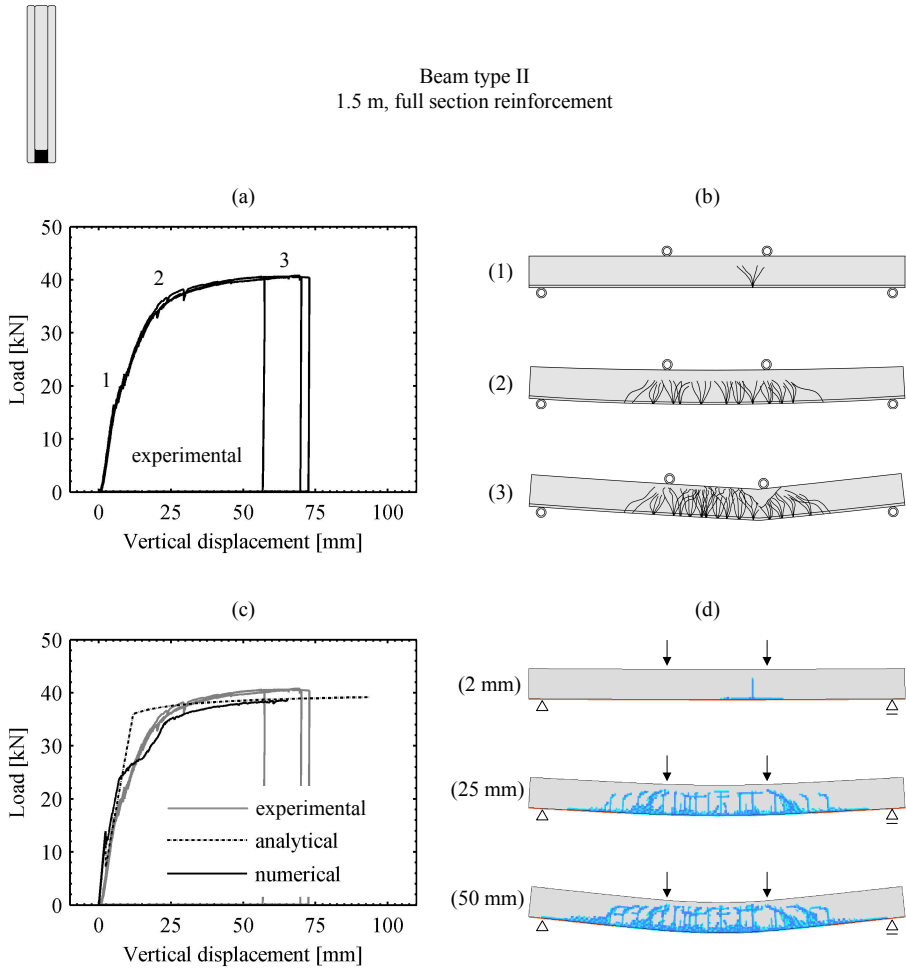 Beam type II
1.5 m, full section reinforcement
(a)
50
40
30
20
10
0
Load [kN]
1
2
3
experimental
0 25 50 75 100
Vertical displacement [mm]
(b)
(1)
(2)
(3)
(c)
50
40
30
20
10
0
Load [kN]
experimental
analytical
numerical
0 25 50 75 100
Vertical displacement [mm]
(d)
(2 mm)
(25 mm)
(50 mm)